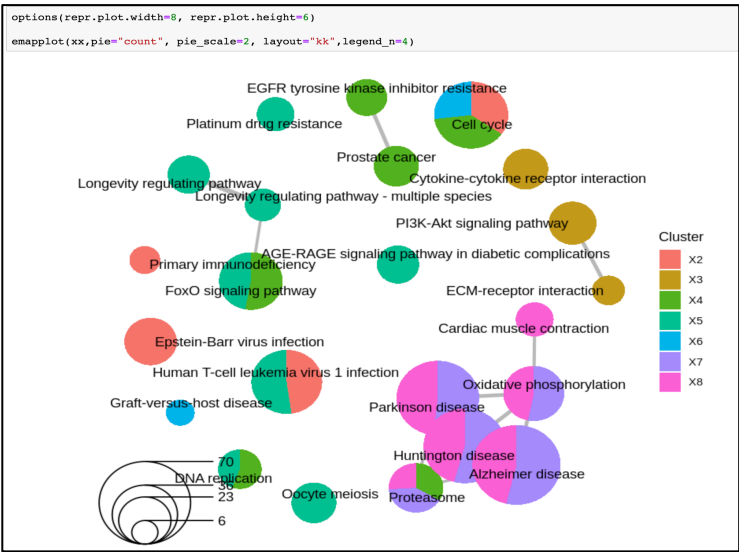 options(repr.plot.width=8, repr.plot.height=6)
emapplot(xx,pie="count", pie_scale=2, layout="kk",legend_n=4)
EGFR tyrosine kinase inhibitor resistance
Platinum drug resistance
Cell cycle
Prostate cancer
Cytokine-cytokine receptor interaction
Longevity regulating pathway
Longevity regulating pathway - multiple species
PI3K-Akt signaling pathway
Cluster
X2
X3
X4
X5
X6
X7
X8
AGE-RAGE signaling pathway in diabetic complications
Primary immunodeficiency
FoxO signaling pathway
ECM-receptor interaction
Cardiac muscle contraction
Epstein-Barr virus infection
Human T-cell leukemia virus 1 infection
Oxidative phosphorylation
Graft-versus-host disease
Parkinson disease
Huntington disease
Alzheimer disease
DNA replication
Oocyte meiosis
Proteasome
70
36
23
6